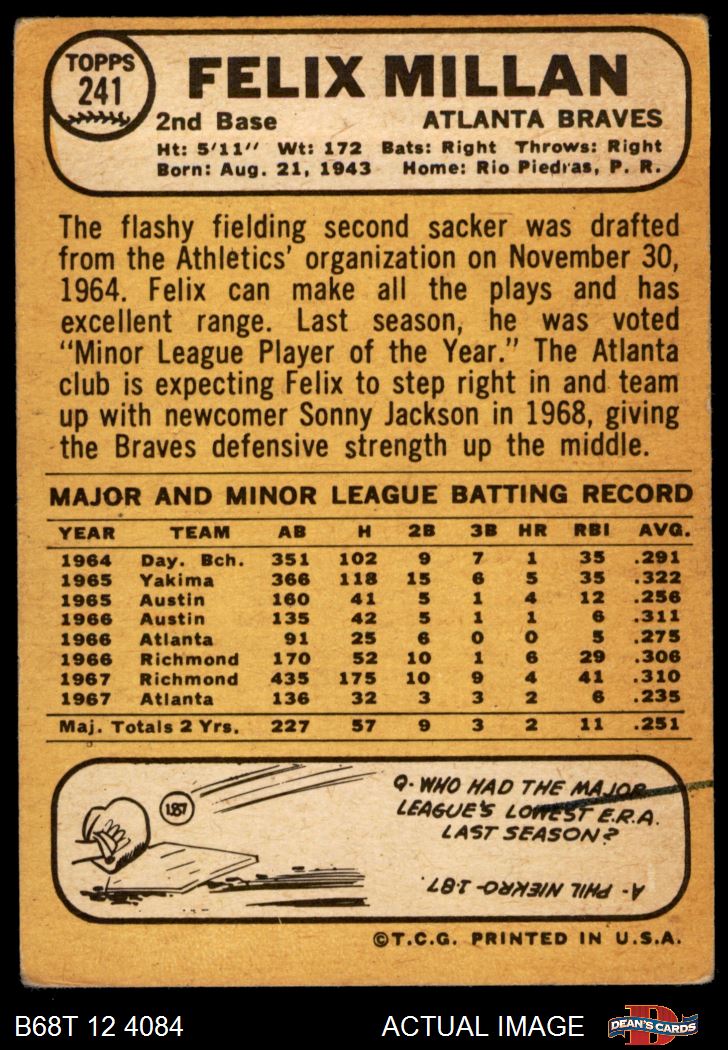 TOPPS
241
FELIX MILLAN
2nd Base ATLANTA BRAVES
Ht: 5'11" Wt: 172 Bats: Right Throws: Right
Born: Aug. 21, 1943 Home: Rio Piedras, P. R.
The flashy fielding second sacker was drafted
from the Athletics' organization on November 30,
1964. Felix can make all the plays and has
excellent range. Last season, he was voted
"Minor League Player of the Year." The Atlanta
club is expecting Felix to step right in and team
up with newcomer Sonny Jackson in 1968, giving
the Braves defensive strength up the middle.
MAJOR AND MINOR LEAGUE BATTING RECORD
YEAR TEAM AB H 2B 3B HR RBI AVG.
1964 Day. Bch. 351 102 9 7 1 35 .291
1965 Yakima 366 118 15 6 5 35 .322
1965 Austin 160 41 5 1 4 12 .256
1966 Austin 135 42 5 1 1 6 .311
1966 Atlanta 91 25 6 0 0 5 .275
1966 Richmond 170 52 10 1 6 29 .306
1967 Richmond 435 175 10 9 4 41 .310
1967 Atlanta 136 32 3 3 2 6 .235
Maj. Totals 2 Yrs. 227 57 9 3 2 11 .251
1.87
Q- WHO HAD THE MAJOR
LEAGUE'S LOWEST E.R.A.
LAST SEASON?
A- PHIL NIEKRO-1.87.
©T.C.G. PRINTED IN U.S.A.
B68T 12 4084 ACTUAL IMAGE
D
DEAN'S CARDS